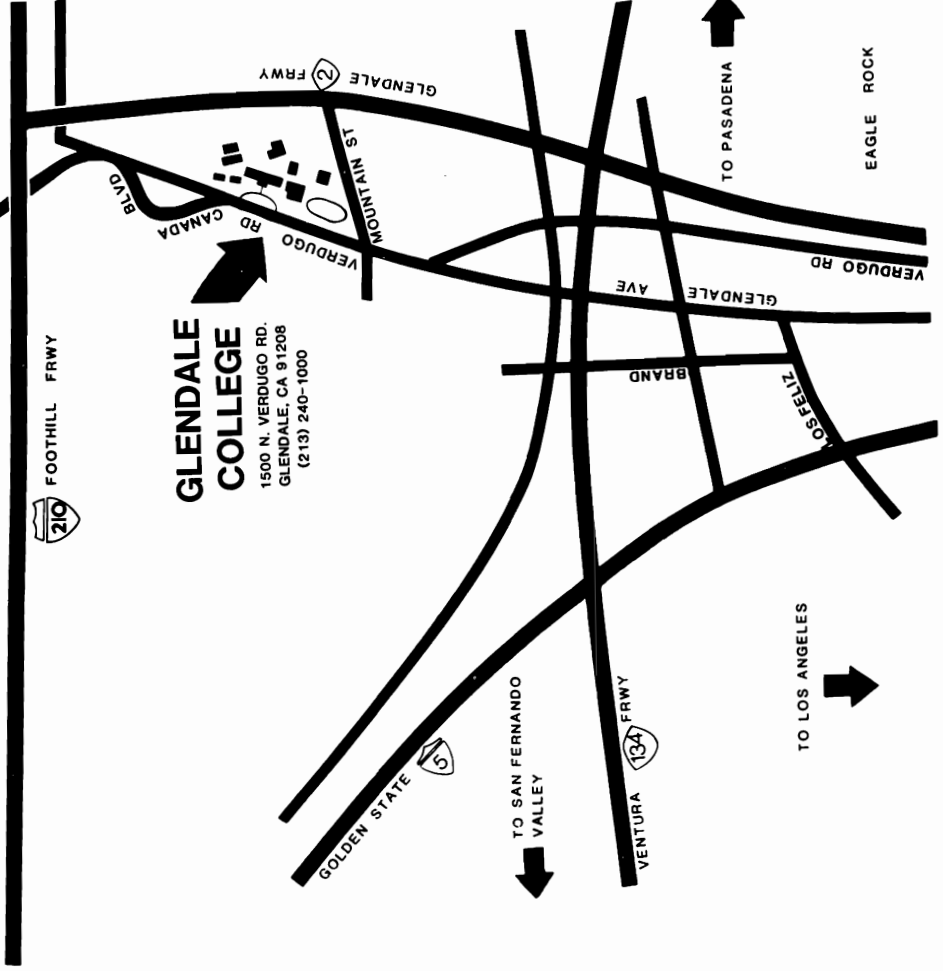 210
FOOTHILL FRWY
GLENDALE
COLLEGE
1500 N. VERDUGO RD.
GLENDALE, CA 91208
(213) 240-1000
CANADA BLVD
VERDUGO RD
MOUNTAIN ST
GLENDALE 2 FRWY
GOLDEN STATE 5
TO SAN FERNANDO
VALLEY
VENTURA 134 FRWY
BRAND
GLENDALE AVE
VERDUGO RD
LOS FELIZ
TO PASADENA
EAGLE ROCK
TO LOS ANGELES